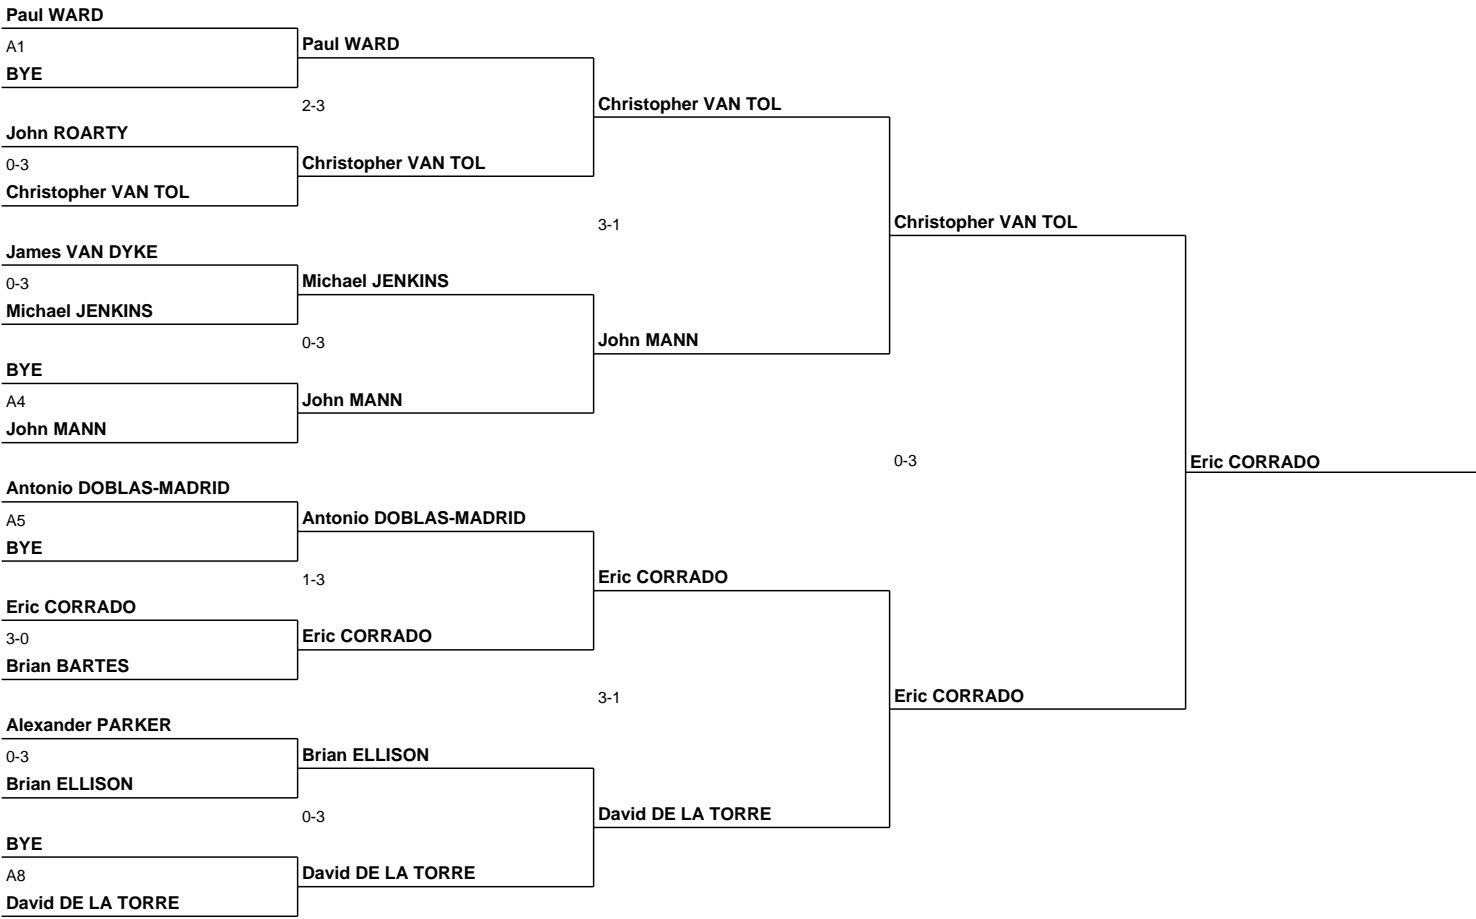 Paul WARD
A1
BYE
Paul WARD
2-3
John ROARTY
0-3
Christopher VAN TOL
Christopher VAN TOL
Christopher VAN TOL
3-1
James VAN DYKE
0-3
Michael JENKINS
Michael JENKINS
0-3
BYE
A4
John MANN
John MANN
John MANN
Christopher VAN TOL
0-3
Eric CORRADO
Antonio DOBLAS-MADRID
A5
BYE
Antonio DOBLAS-MADRID
1-3
Eric CORRADO
3-0
Brian BARTES
Eric CORRADO
Eric CORRADO
3-1
Alexander PARKER
0-3
Brian ELLISON
Brian ELLISON
0-3
BYE
A8
David DE LA TORRE
David DE LA TORRE
David DE LA TORRE
Eric CORRADO